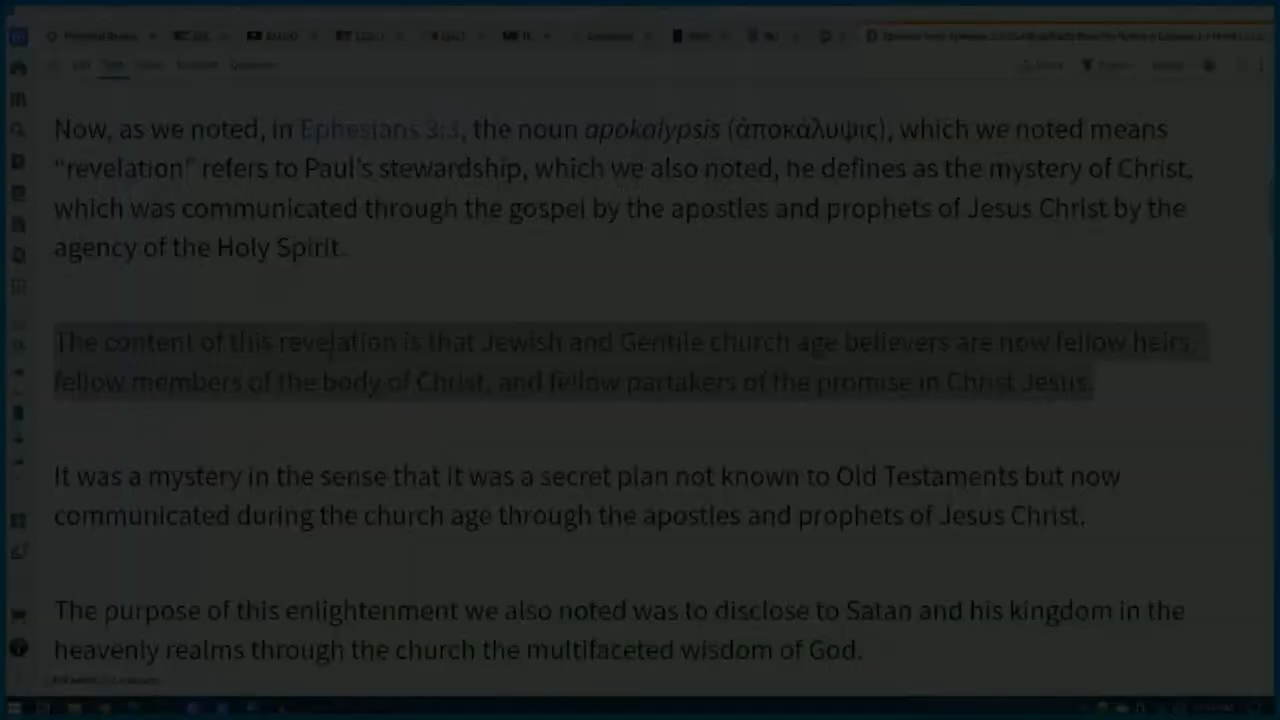 Now, as we noted, in Ephesians 3:3, the noun apokalypsis (ἀποκάλυψις), which we noted means
“revelation” refers to Paul’s stewardship, which we also noted, he defines as the mystery of Christ,
which was communicated through the gospel by the apostles and prophets of Jesus Christ by the
agency of the Holy Spirit.
The content of this revelation is that Jewish and Gentile church age believers are now fellow heirs,
fellow members of the body of Christ, and fellow partakers of the promise in Christ Jesus.
It was a mystery in the sense that it was a secret plan not known to Old Testaments but now
communicated during the church age through the apostles and prophets of Jesus Christ.
The purpose of this enlightenment we also noted was to disclose to Satan and his kingdom in the
heavenly realms through the church the multifaceted wisdom of God.